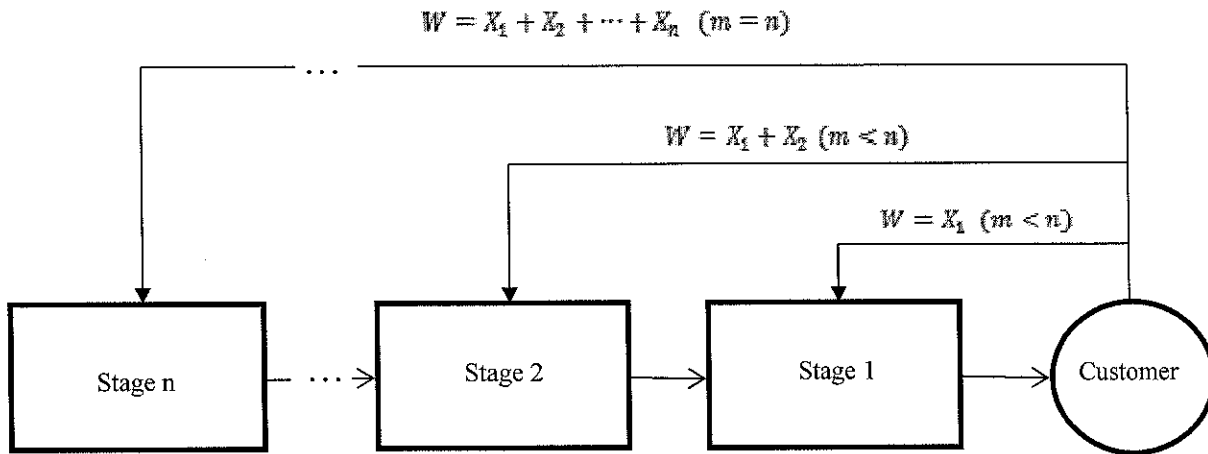 W = X₁ + X₂ + ⋯ + Xₙ (m = n)
...
W = X₁ + X₂ (m < n)
W = X₁ (m < n)
Stage n
...
Stage 2
Stage 1
Customer